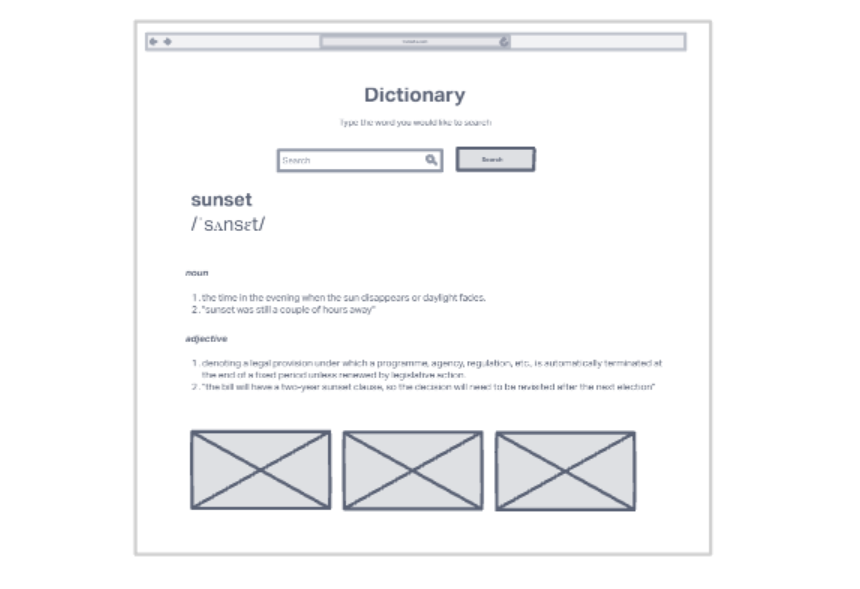 Dictionary
Type the word you would like to search
Search
Search
sunset
/ˈsʌnsɛt/
noun
1. the time in the evening when the sun disappears or daylight fades.
2. "sunset was still a couple of hours away"
adjective
1. denoting a legal provision under which a programme, agency, regulation, etc., is automatically terminated at
the end of a fixed period unless renewed by legislative action.
2. "the bill will have a two-year sunset clause, so the decision will need to be revisited after the next election"